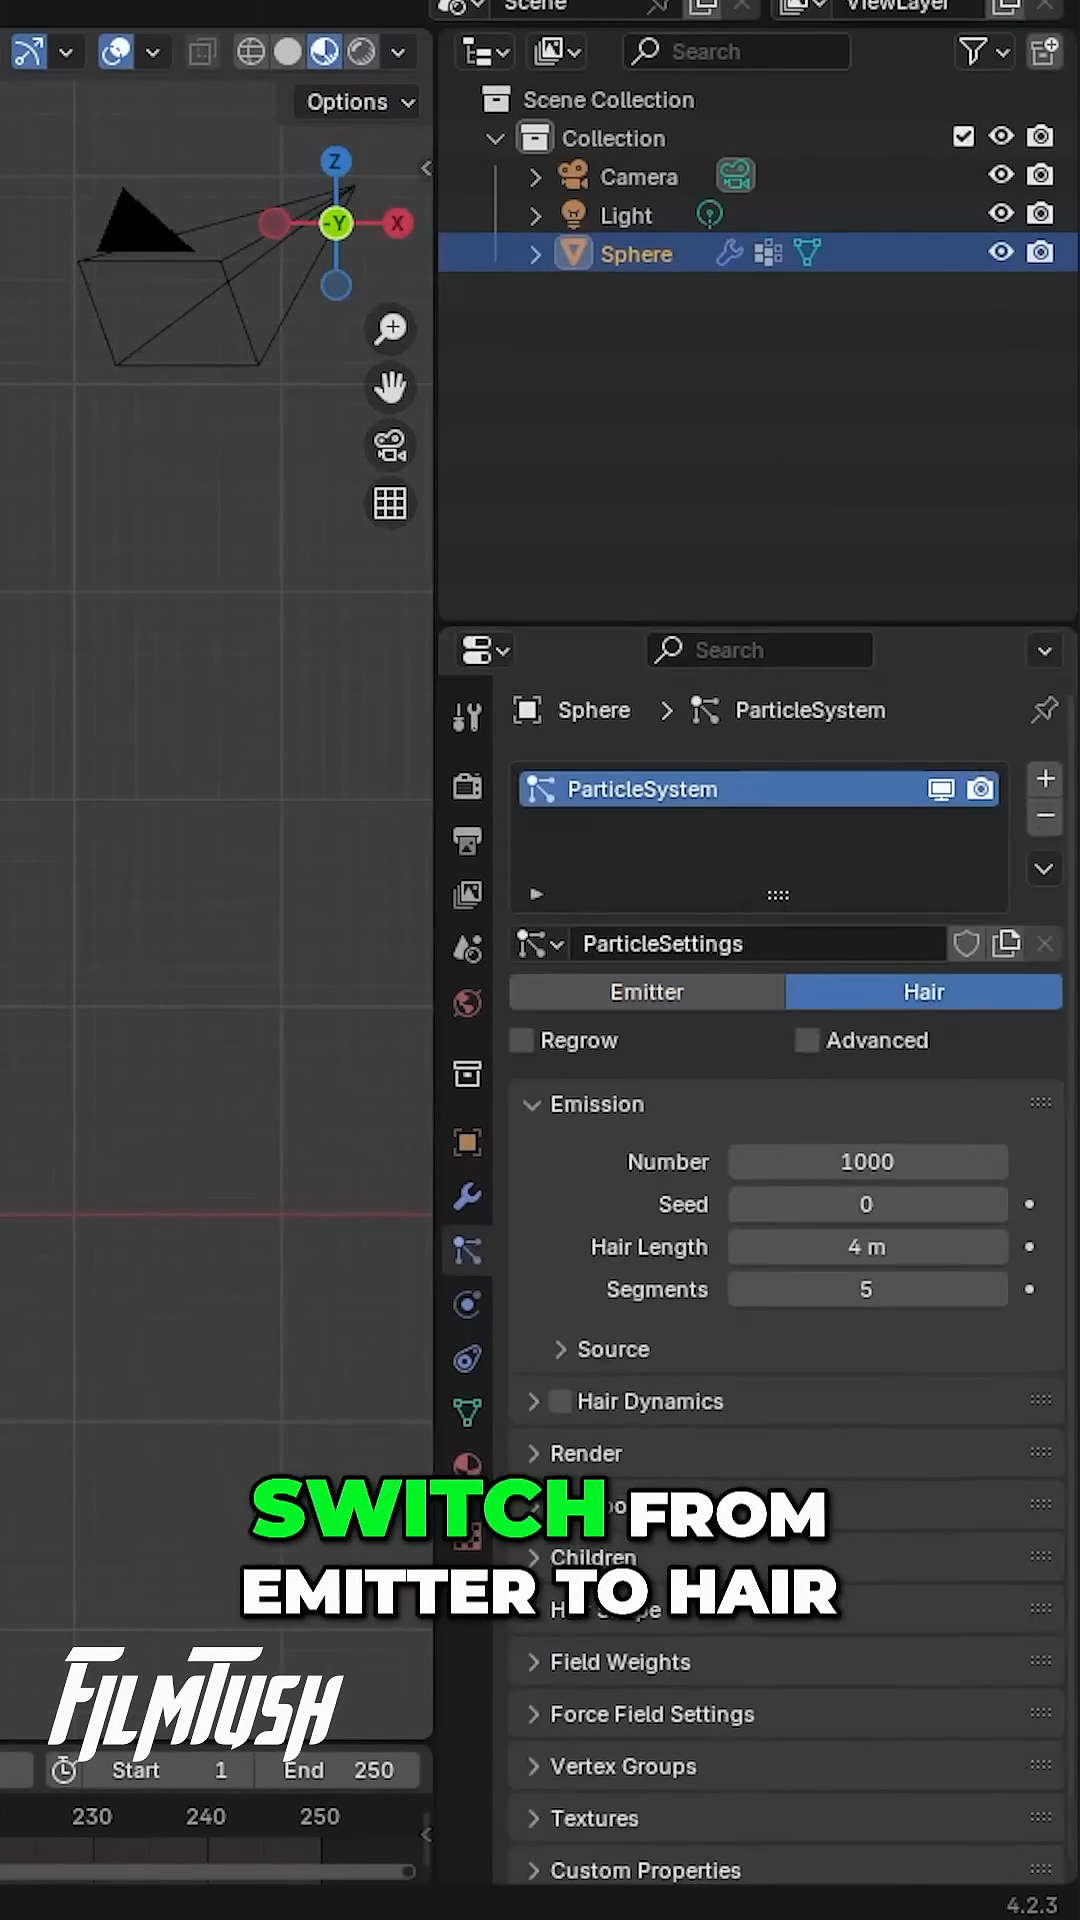 Scene
ViewLayer
Search
Options
Scene Collection
Collection
Camera
Light
Sphere
Z
-Y
X
Search
Sphere > ParticleSystem
ParticleSystem
ParticleSettings
Emitter Hair
Regrow Advanced
Emission
Number 1000
Seed 0
Hair Length 4 m
Segments 5
Source
Hair Dynamics
Render
SWITCH FROM
Children
EMITTER TO HAIR
Field Weights
FILMTUSH
Force Field Settings
Vertex Groups
Start 1 End 250
Textures
230 240 250
Custom Properties
4.2.3